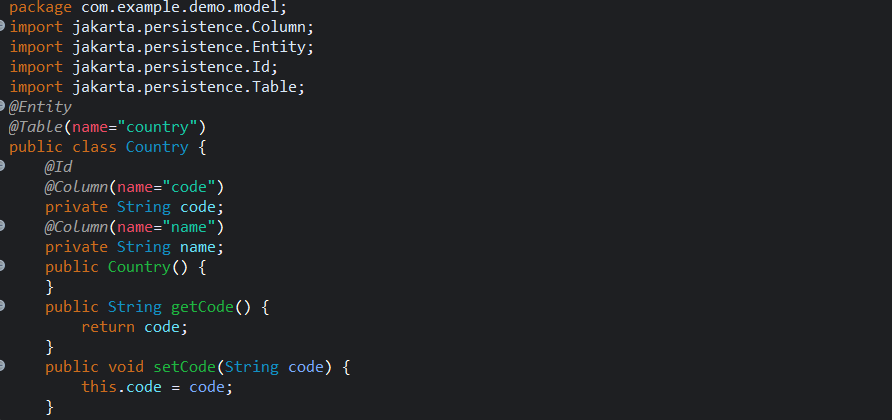 package com.example.demo.model;
import jakarta.persistence.Column;
import jakarta.persistence.Entity;
import jakarta.persistence.Id;
import jakarta.persistence.Table;
@Entity
@Table(name="country")
public class Country {
    @Id
    @Column(name="code")
    private String code;
    @Column(name="name")
    private String name;
    public Country() {
    }
    public String getCode() {
        return code;
    }
    public void setCode(String code) {
        this.code = code;
    }